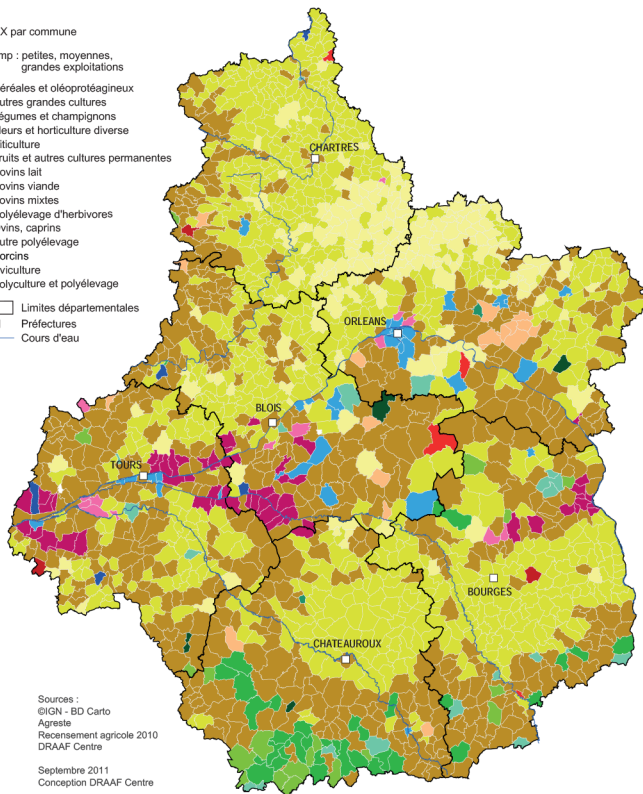 X par commune
mp : petites, moyennes,
grandes exploitations
éréales et oléoprotéagineux
utres grandes cultures
égumes et champignons
leurs et horticulture diverse
iticulture
ruits et autres cultures permanentes
ovins lait
ovins viande
ovins mixtes
olyélevage d'herbivores
vins, caprins
utre polyélevage
orcins
viculture
olyculture et polyélevage
Limites départementales
Préfectures
Cours d'eau
CHARTRES
ORLEANS
BLOIS
TOURS
BOURGES
CHATEAUROUX
Sources :
©IGN - BD Carto
Agreste
Recensement agricole 2010
DRAAF Centre
Septembre 2011
Conception DRAAF Centre